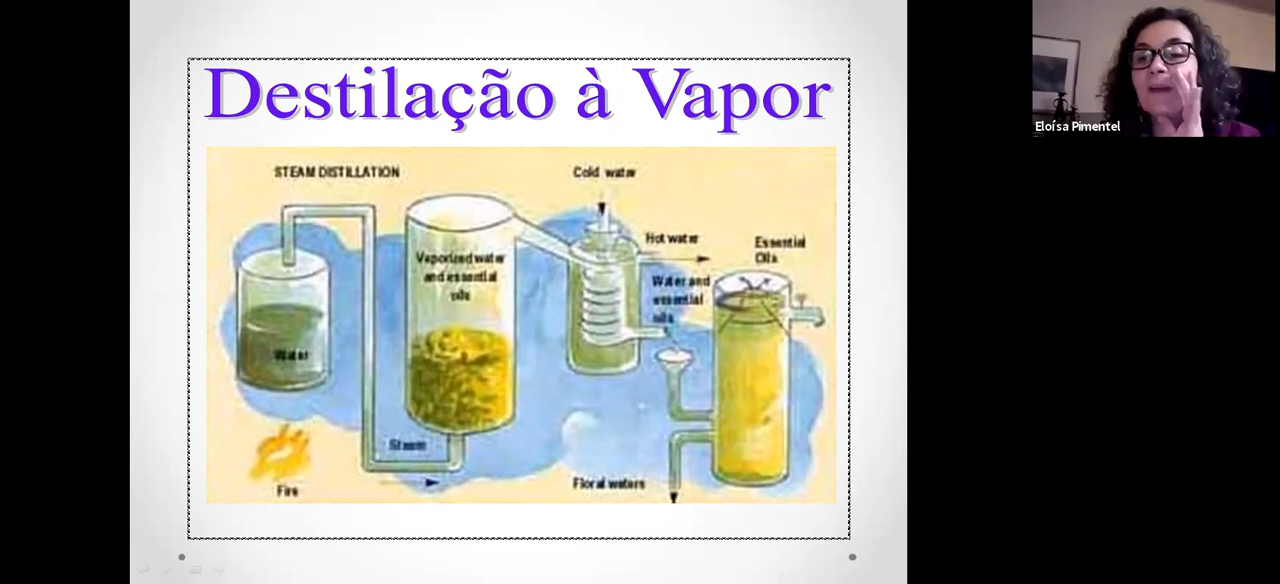 Destilação à Vapor
STEAM DISTILLATION
Cold water
Hot water
Essential
Oils
Vaporized water
and essential
oils
Water and
essential
oils
Water
Steam
Fire
Floral waters
Eloísa Pimentel